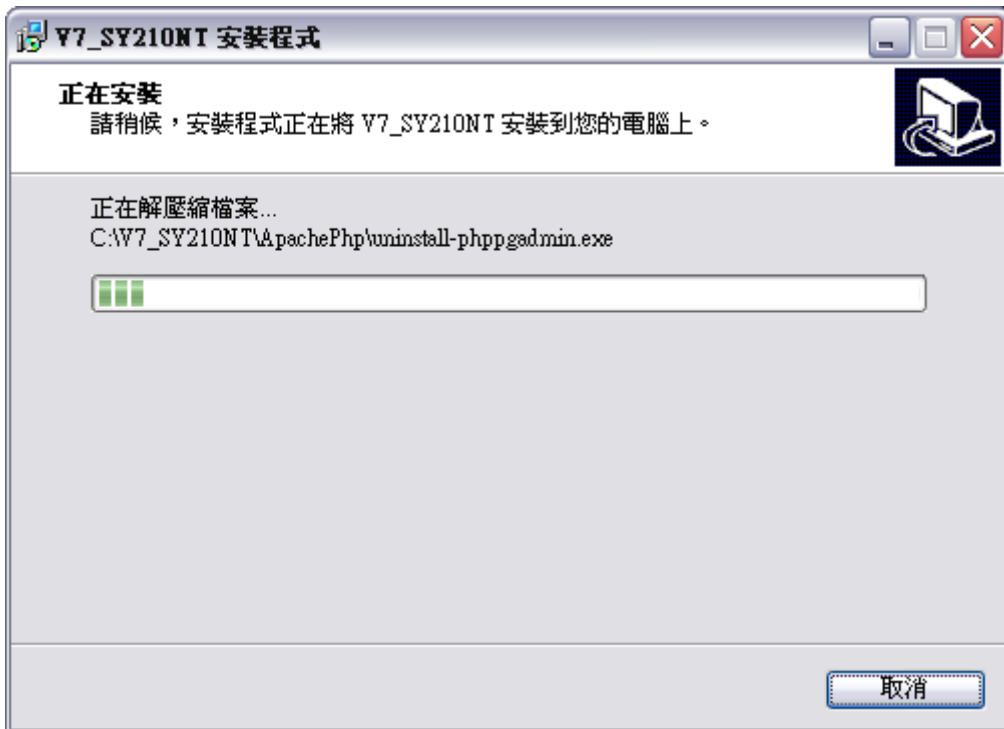 V7_SY210NT 安裝程式
正在安裝
請稍候，安裝程式正在將 V7_SY210NT 安裝到您的電腦上。
正在解壓縮檔案...
C:\V7_SY210NT\ApachePhp\uninstall-phppgadmin.exe
取消